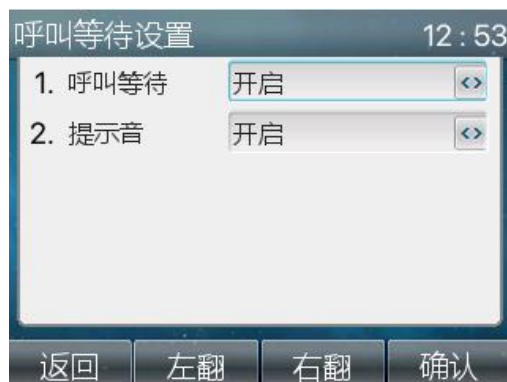 呼叫等待设置 12：53
1. 呼叫等待 开启
2. 提示音 开启
返回 左翻 右翻 确认